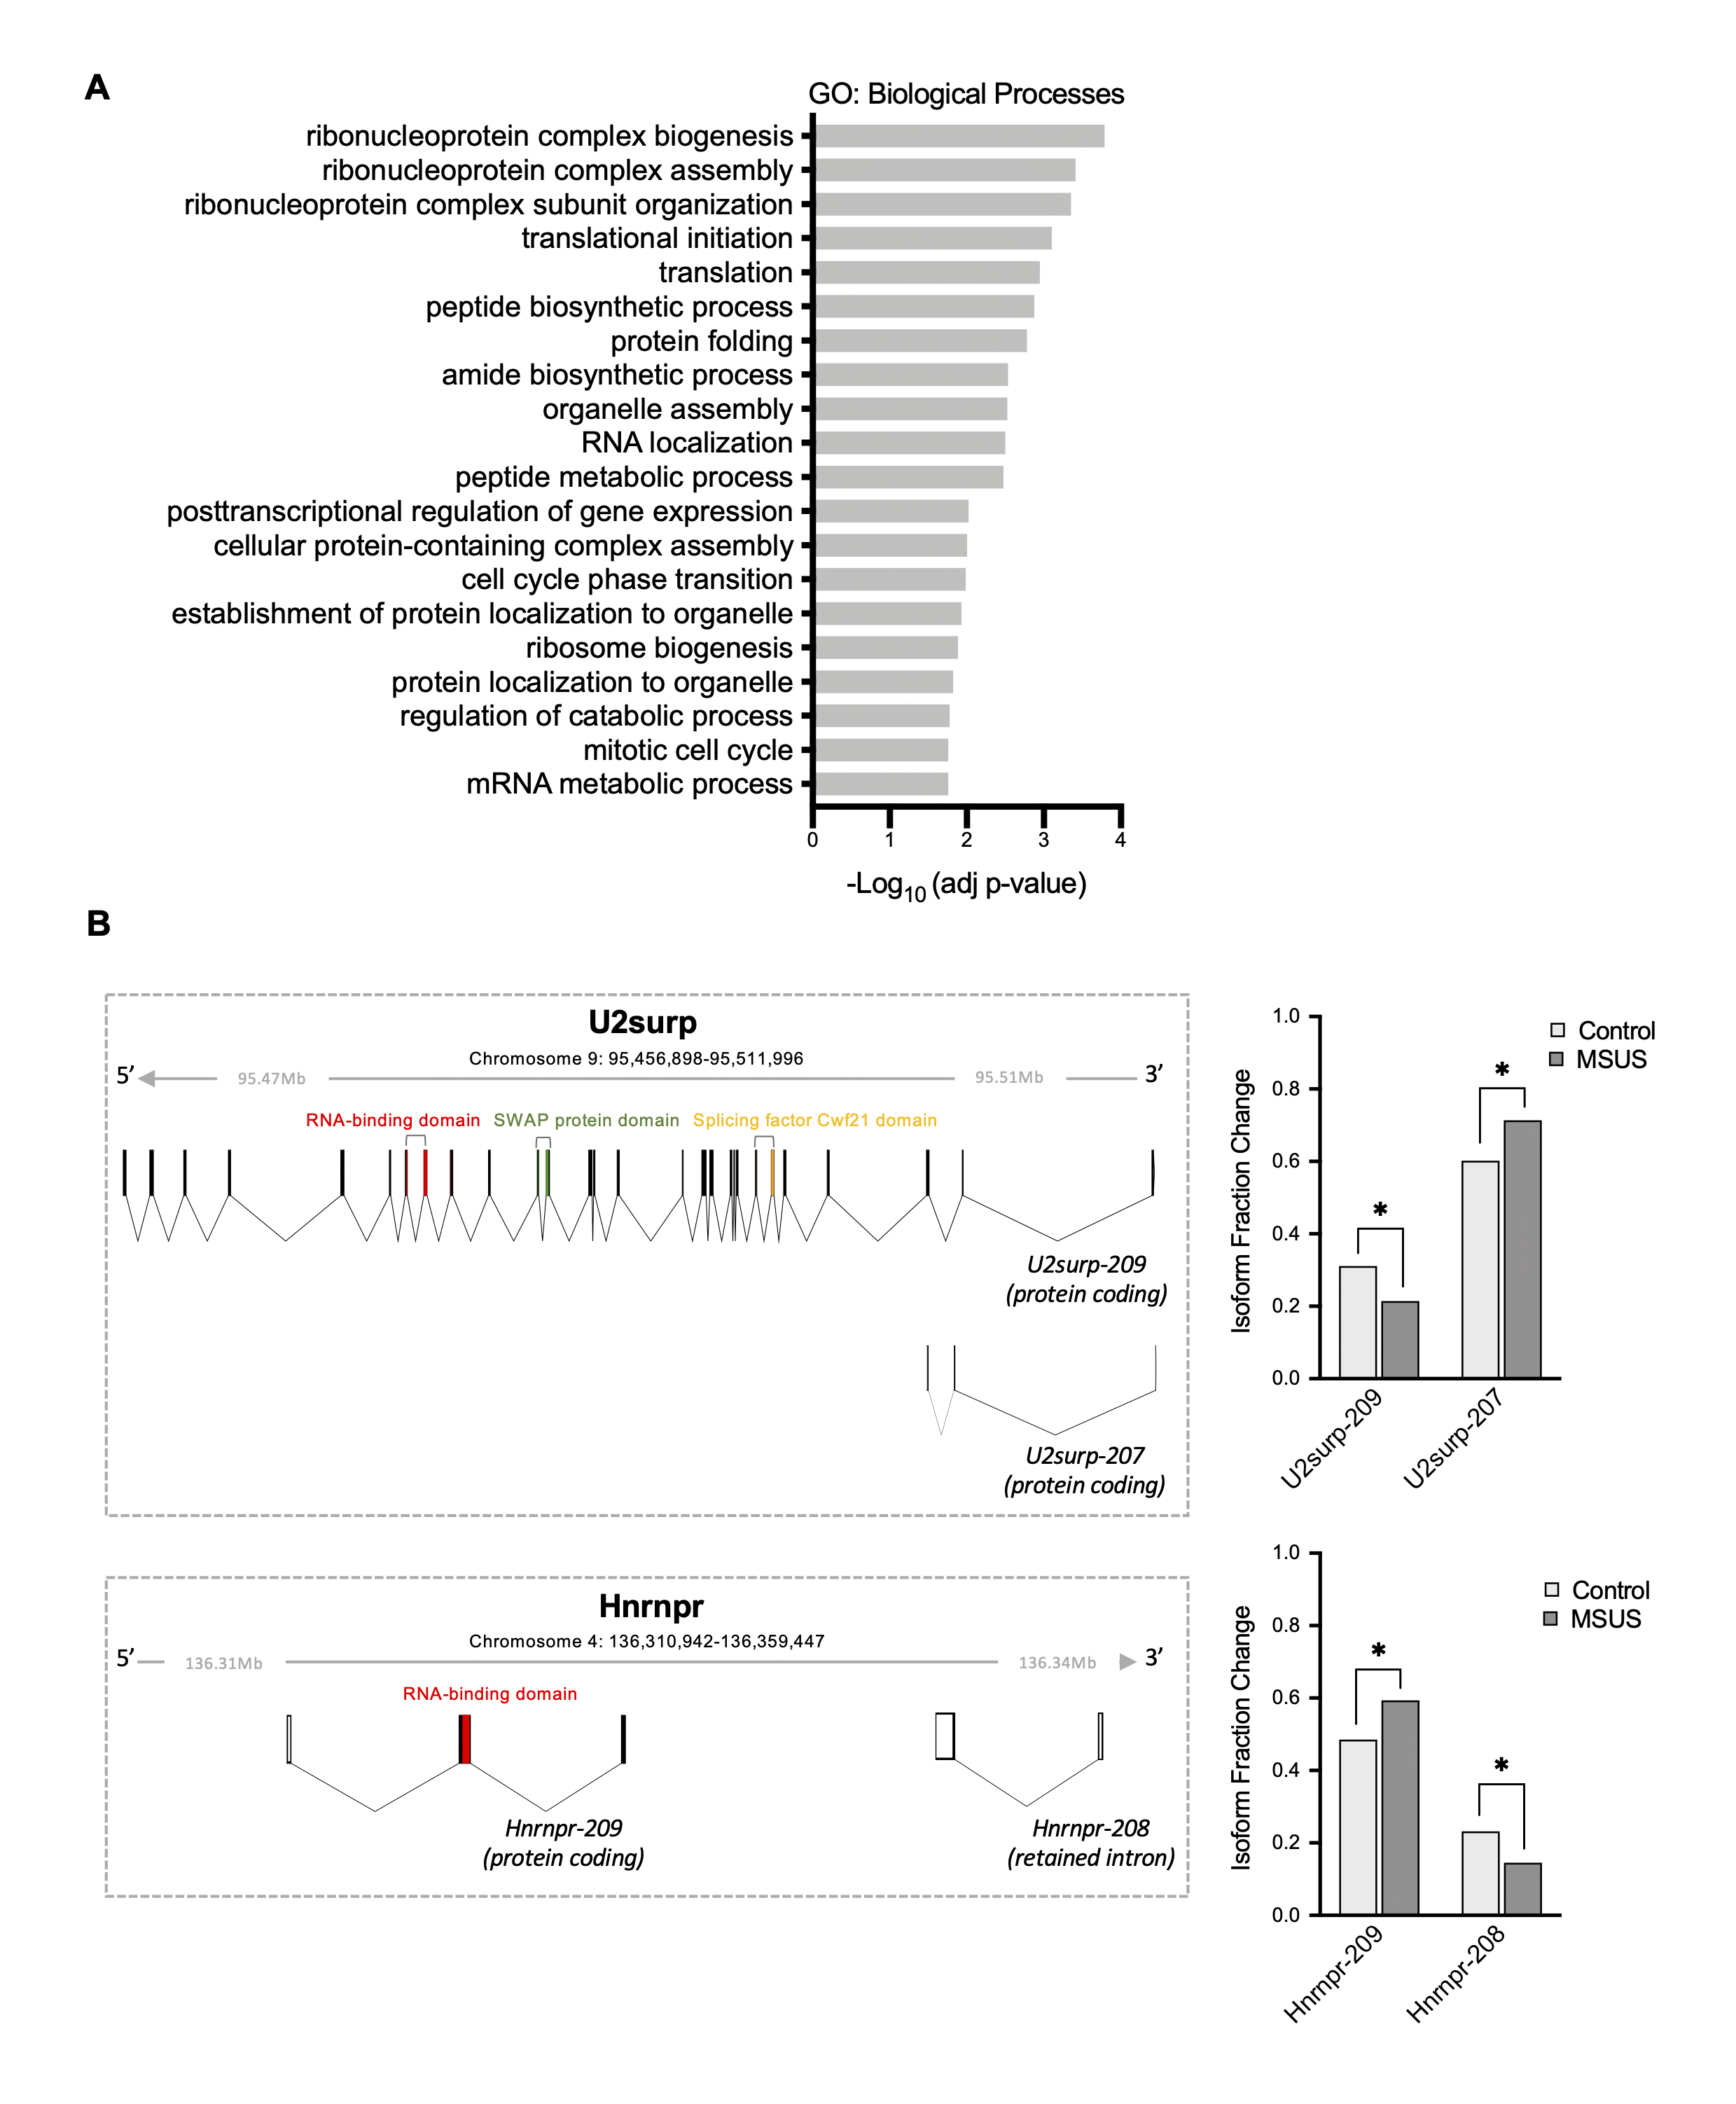 A
GO: Biological Processes
ribonucleoprotein complex biogenesis
ribonucleoprotein complex assembly
ribonucleoprotein complex subunit organization
translational initiation
translation
peptide biosynthetic process
protein folding
amide biosynthetic process
organelle assembly
RNA localization
peptide metabolic process
posttranscriptional regulation of gene expression
cellular protein-containing complex assembly
cell cycle phase transition
establishment of protein localization to organelle
ribosome biogenesis
protein localization to organelle
regulation of catabolic process
mitotic cell cycle
mRNA metabolic process
0 1 2 3 4
-Log10 (adj p-value)
B
U2surp
Chromosome 9: 95,456,898-95,511,996
5’ 95.47Mb 95.51Mb 3’
RNA-binding domain SWAP protein domain Splicing factor Cwf21 domain
U2surp-209
(protein coding)
U2surp-207
(protein coding)
Isoform Fraction Change
1.0
0.8
0.6
0.4
0.2
0.0
Control
MSUS
*
*
U2surp-209
U2surp-207
Hnrnpr
Chromosome 4: 136,310,942-136,359,447
5’ 136.31Mb 136.34Mb 3’
RNA-binding domain
Hnrnpr-209
(protein coding)
Hnrnpr-208
(retained intron)
Isoform Fraction Change
1.0
0.8
0.6
0.4
0.2
0.0
Control
MSUS
*
*
Hnrnpr-209
Hnrnpr-208